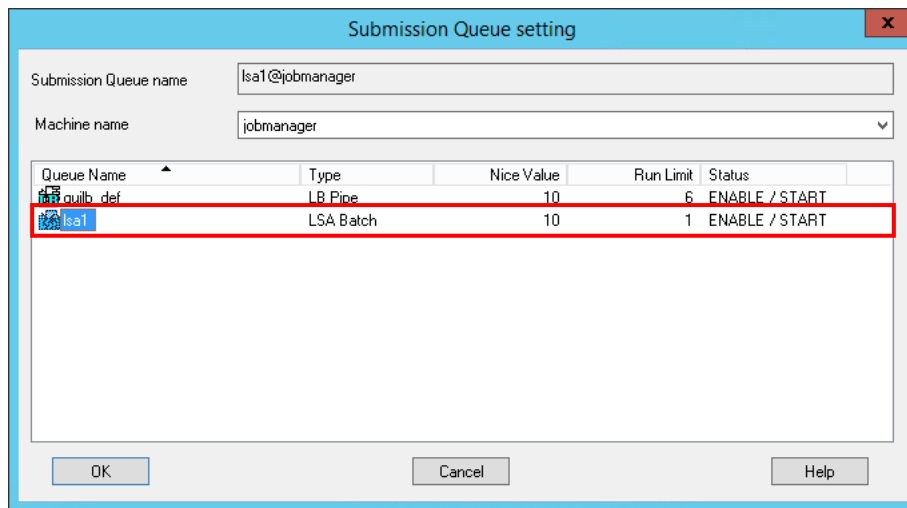 Submission Queue setting
x
Submission Queue name lsa1@jobmanager
Machine name jobmanager
Queue Name Type Nice Value Run Limit Status
guilb_def LB Pipe 10 6 ENABLE / START
lsa1 LSA Batch 10 1 ENABLE / START
OK Cancel Help